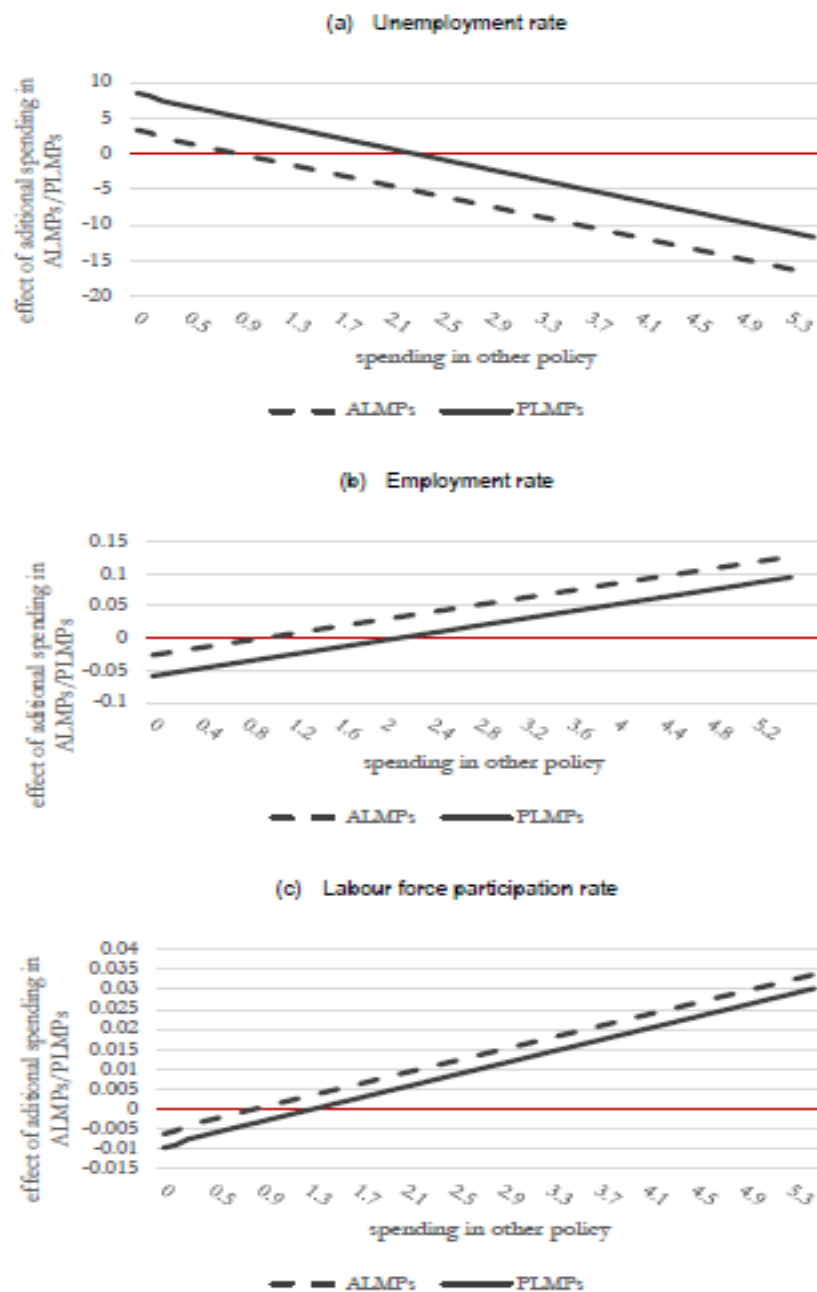 (a) Unemployment rate
effect of aditional spending in
ALMPs/PLMPs
10
5
0
-5
-10
-15
-20
0 0.5 0.9 1.3 1.7 2.1 2.5 2.9 3.3 3.7 4.1 4.5 4.9 5.3
spending in other policy
ALMPs PLMPs
(b) Employment rate
effect of aditional spending in
ALMPs/PLMPs
0.15
0.1
0.05
0
-0.05
-0.1
0 0.4 0.8 1.2 1.6 2 2.4 2.8 3.2 3.6 4 4.4 4.8 5.2
spending in other policy
ALMPs PLMPs
(c) Labour force participation rate
effect of aditional spending in
ALMPs/PLMPs
0.04
0.035
0.03
0.025
0.02
0.015
0.01
0.005
0
-0.005
-0.01
-0.015
0 0.5 0.9 1.3 1.7 2.1 2.5 2.9 3.3 3.7 4.1 4.5 4.9 5.3
spending in other policy
ALMPs PLMPs